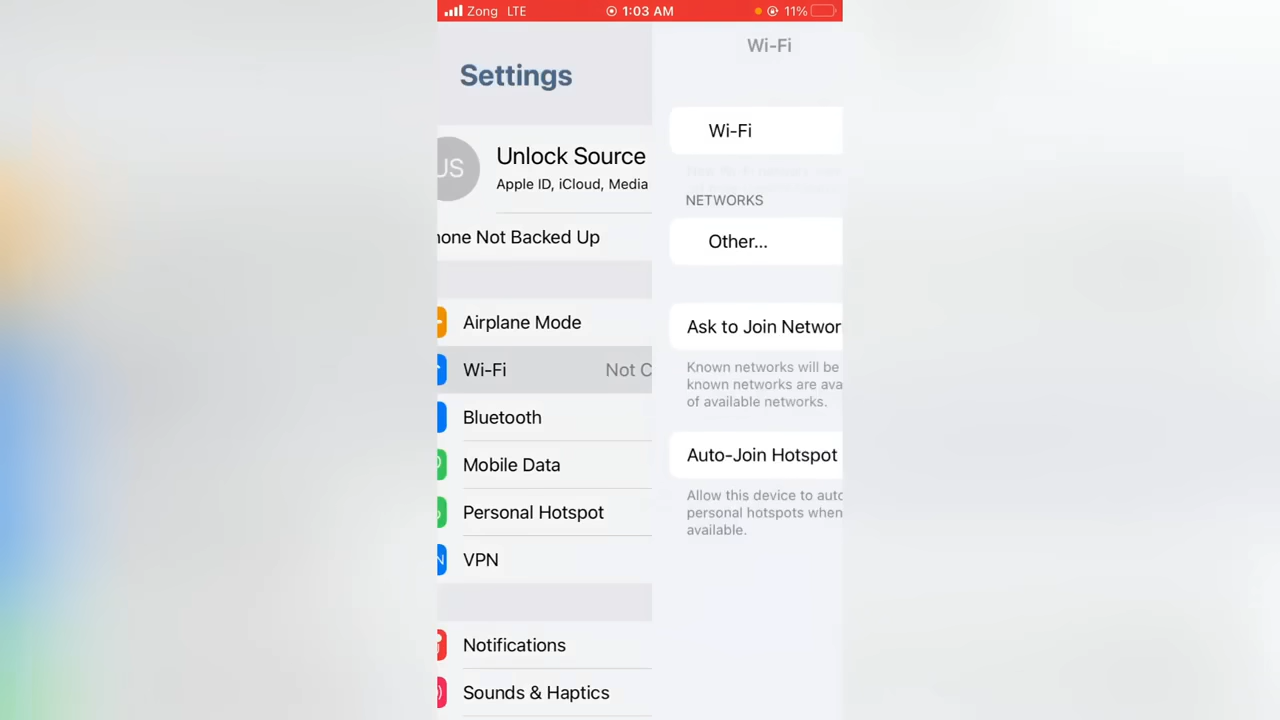 Zong LTE 1:03 AM 11%
Settings
US
Unlock Source
Apple ID, iCloud, Media
hone Not Backed Up
Airplane Mode
Wi-Fi Not C
Bluetooth
Mobile Data
Personal Hotspot
VPN
Notifications
Sounds & Haptics
Wi-Fi
Wi-Fi
NETWORKS
Other...
Ask to Join Networ
Known networks will be
known networks are ava
of available networks.
Auto-Join Hotspot
Allow this device to auto
personal hotspots when
available.